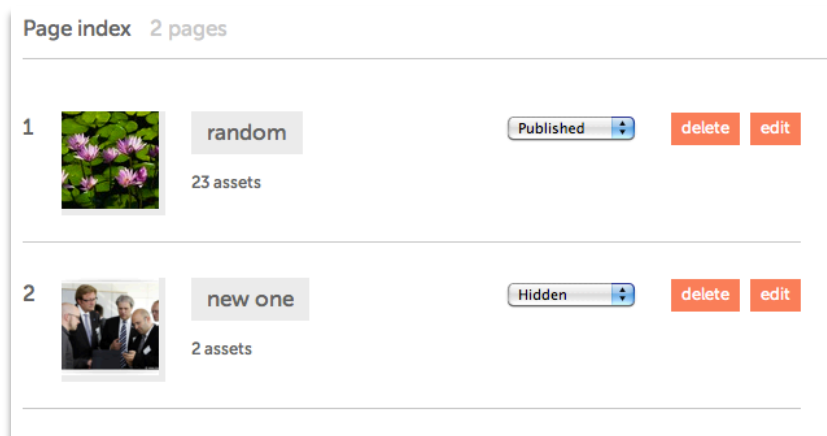 Page index 2 pages
1 random Published delete edit
23 assets
2 new one Hidden delete edit
2 assets